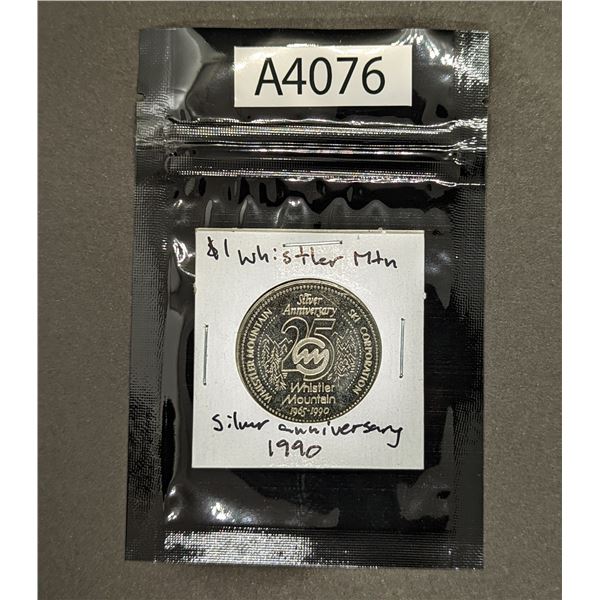 A4076
$1 Whistler Mtn
WHISTLER MOUNTAIN SKI CORPORATION
Silver
Anniversary
25
Whistler
Mountain
1965-1990
Silver anniversary
1990